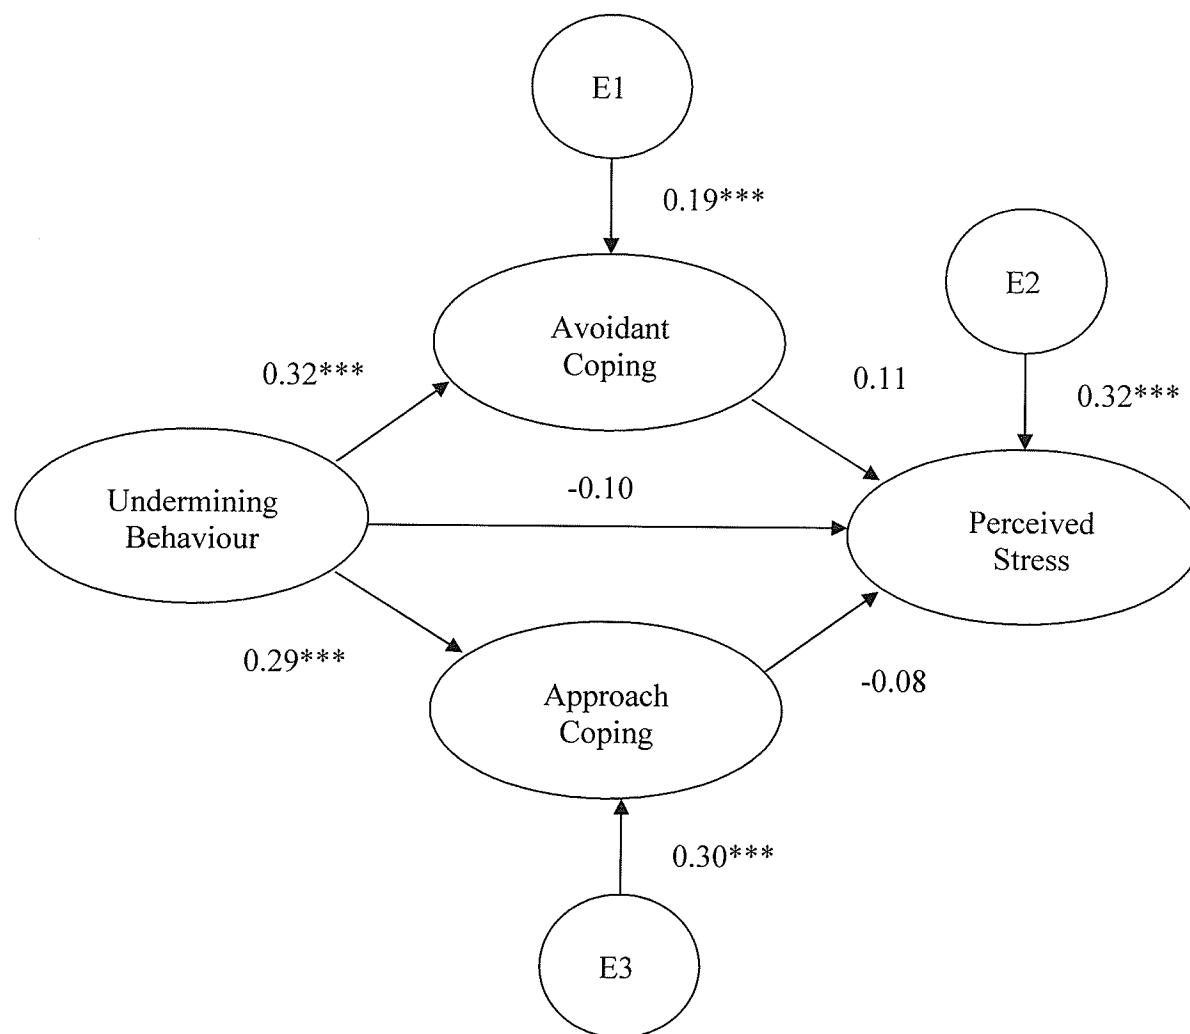 E1
0.19***
E2
Avoidant
Coping
0.32***
0.11
0.32***
Undermining
Behaviour
-0.10
Perceived
Stress
0.29***
Approach
Coping
-0.08
0.30***
E3